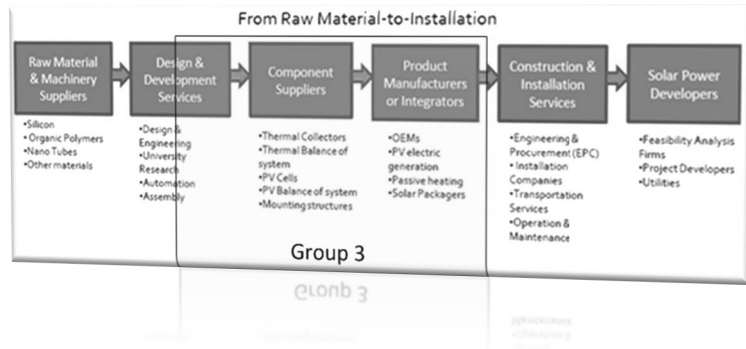 From Raw Material-to-Installation
Raw Material
& Machinery
Suppliers
•Silicon
•Organic Polymers
•Nano Tubes
•Other materials
Design &
Development
Services
•Design &
Engineering
•University
Research
•Automation
•Assembly
Component
Suppliers
•Thermal Collectors
•Thermal Balance of
system
•PV Cells
•PV Balance of system
•Mounting structures
Product
Manufacturers
or Integrators
•OEMs
•PV electric
generation
•Passive heating
•Solar Packagers
Construction &
Installation
Services
•Engineering &
Procurement (EPC)
•Installation
Companies
•Transportation
Services
•Operation &
Maintenance
Solar Power
Developers
•Feasibility Analysis
Firms
•Project Developers
•Utilities
Group 3